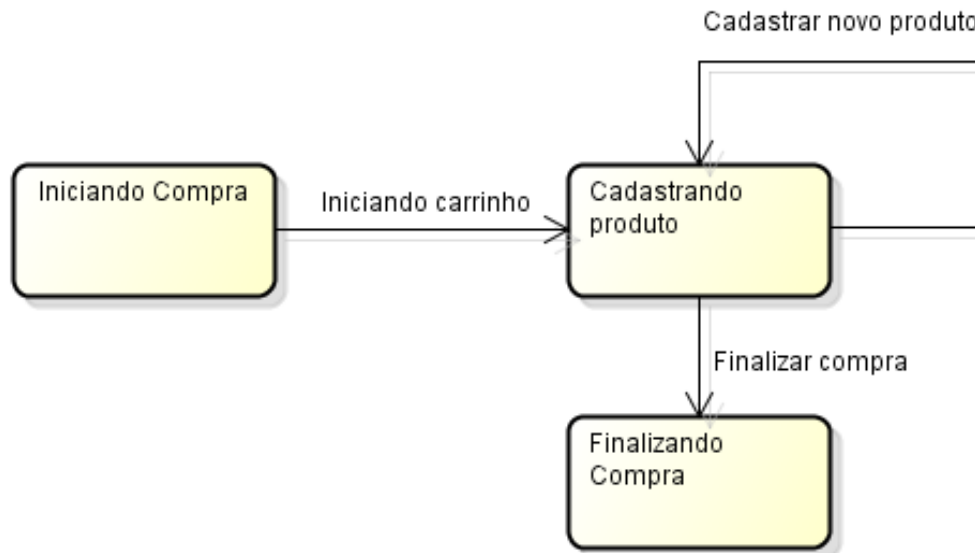 Cadastrar novo produto
Iniciando Compra
Iniciando carrinho
Cadastrando
produto
Finalizar compra
Finalizando
Compra